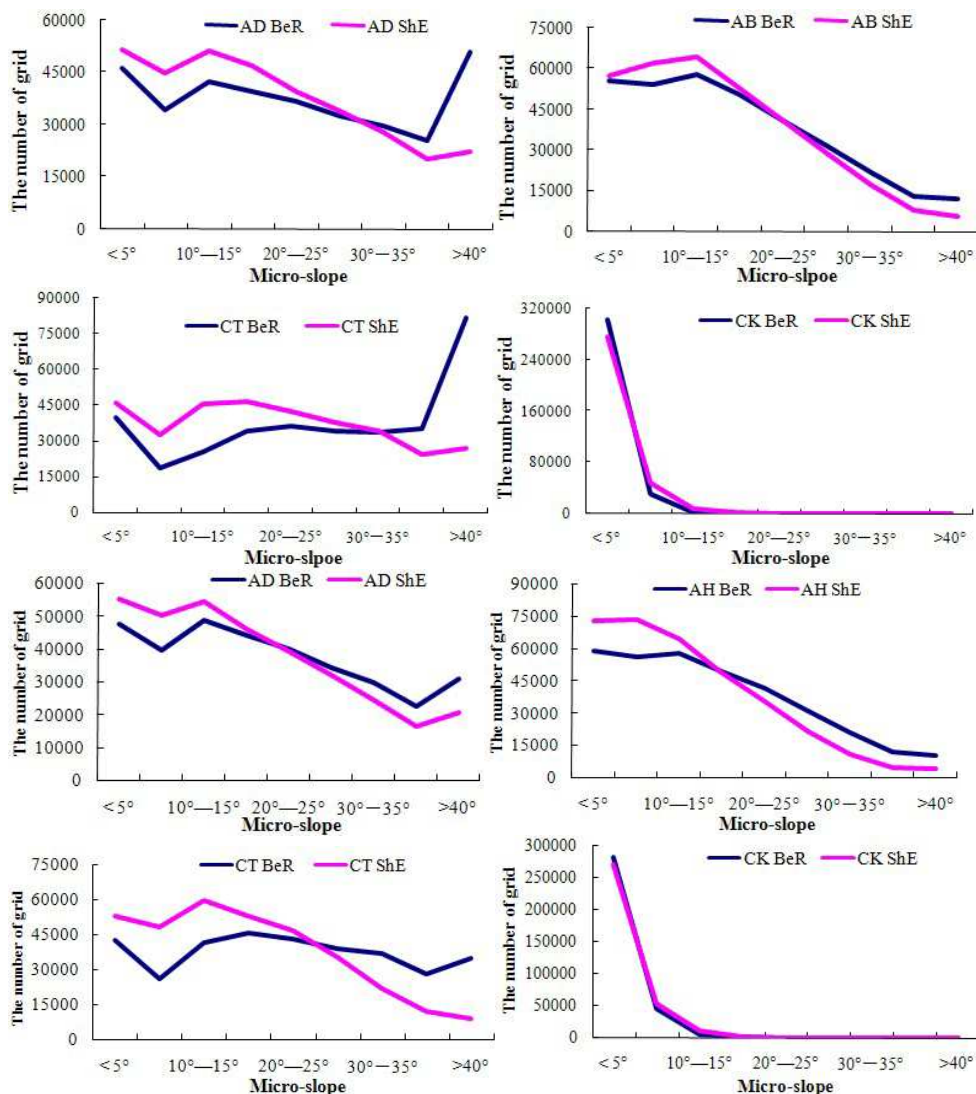 AD BeR AD ShE
The number of grid
60000
45000
30000
15000
0
<5° 10°—15° 20°—25° 30°—35° >40°
Micro-slope
AB BeR AB ShE
The number of grid
75000
60000
45000
30000
15000
0
<5° 10°—15° 20°—25° 30°—35° >40°
Micro-slpoe
CT BeR CT ShE
The number of grid
90000
75000
60000
45000
30000
15000
0
<5° 10°—15° 20°—25° 30°—35° >40°
Micro-slpoe
CK BeR CK ShE
The number of grid
320000
240000
160000
80000
0
<5° 10°—15° 20°—25° 30°—35° >40°
Micro-slope
AD BeR AD ShE
The number of grid
60000
50000
40000
30000
20000
10000
0
<5° 10°—15° 20°—25° 30°—35° >40°
Micro-slope
AH BeR AH ShE
The number of grid
90000
75000
60000
45000
30000
15000
0
<5° 10°—15° 20°—25° 30°—35° >40°
Micro-slope
CT BeR CT ShE
The number of grid
75000
60000
45000
30000
15000
0
<5° 10°—15° 20°—25° 30°—35° >40°
Micro-slope
CK BeR CK ShE
The number of grid
300000
250000
200000
150000
100000
50000
0
<5° 10°—15° 20°—25° 30°—35° >40°
Micro-slope